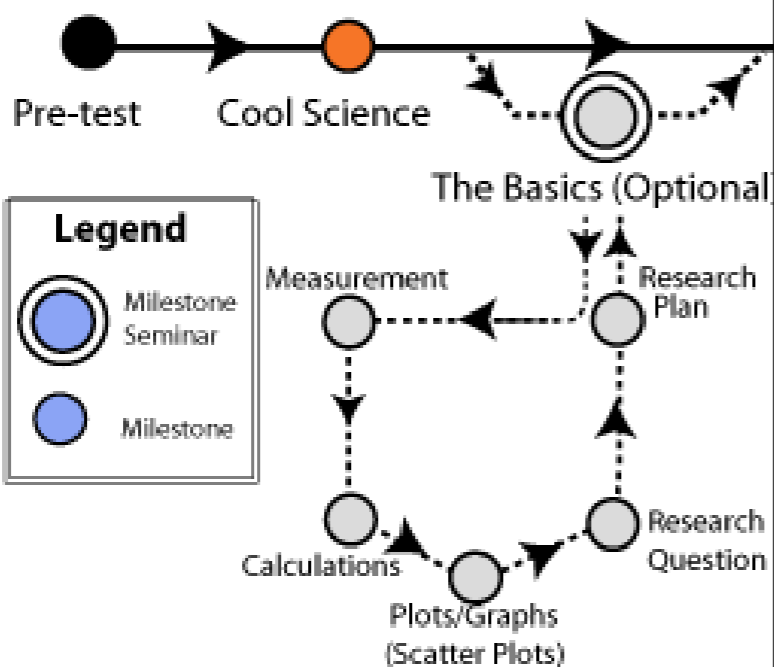 Pre-test
Cool Science
The Basics (Optional)
Legend
Milestone
Seminar
Milestone
Measurement
Research
Plan
Calculations
Research
Question
Plots/Graphs
(Scatter Plots)